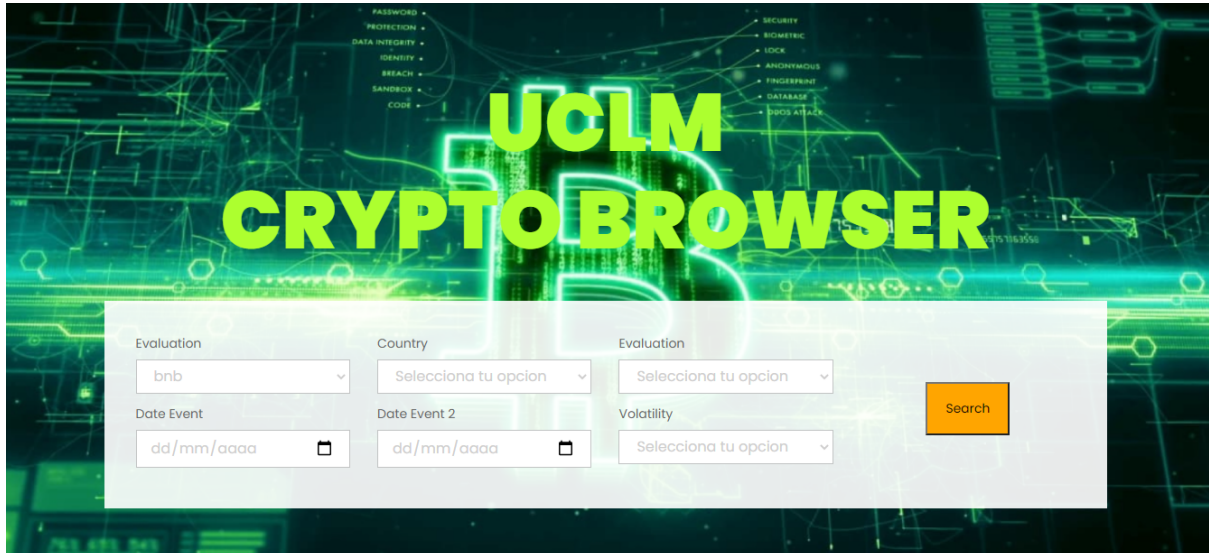 PASSWORD
PROTECTION
DATA INTEGRITY
IDENTITY
BREACH
SANDBOX
CODE
SECURITY
BIOMETRIC
LOCK
ANONYMOUS
FINGERPRINT
DATABASE
DDOS ATTACK
UCLM
CRYPTO BROWSER
Evaluation
bnb
Country
Selecciona tu opcion
Evaluation
Selecciona tu opcion
Date Event
dd/mm/aaaa
Date Event 2
dd/mm/aaaa
Volatility
Selecciona tu opcion
Search